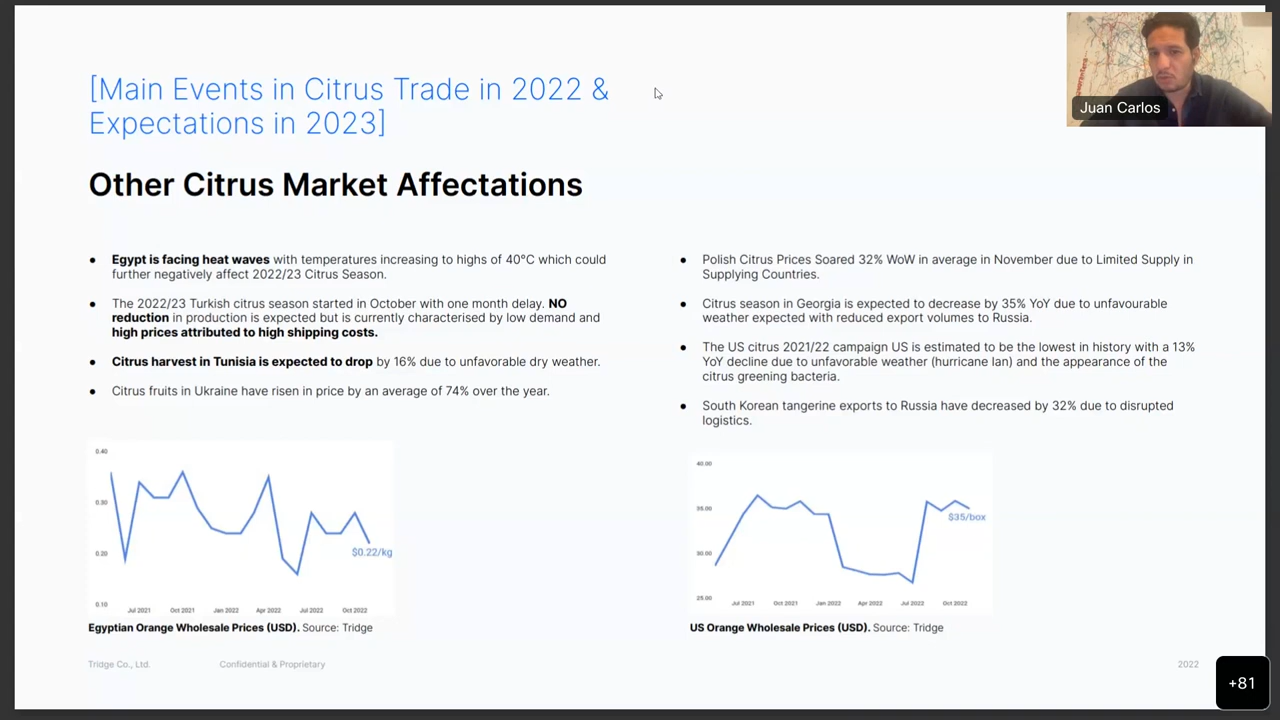 [Main Events in Citrus Trade in 2022 &
Expectations in 2023]
Juan Carlos
Other Citrus Market Affectations
● Egypt is facing heat waves with temperatures increasing to highs of 40°C which could
further negatively affect 2022/23 Citrus Season.
● The 2022/23 Turkish citrus season started in October with one month delay. NO
reduction in production is expected but is currently characterised by low demand and
high prices attributed to high shipping costs.
● Citrus harvest in Tunisia is expected to drop by 16% due to unfavorable dry weather.
● Citrus fruits in Ukraine have risen in price by an average of 74% over the year.
● Polish Citrus Prices Soared 32% WoW in average in November due to Limited Supply in
Supplying Countries.
● Citrus season in Georgia is expected to decrease by 35% YoY due to unfavourable
weather expected with reduced export volumes to Russia.
● The US citrus 2021/22 campaign US is estimated to be the lowest in history with a 13%
YoY decline due to unfavorable weather (hurricane Ian) and the appearance of the
citrus greening bacteria.
● South Korean tangerine exports to Russia have decreased by 32% due to disrupted
logistics.
0.40
0.30
0.20
0.10
$0.22/kg
Jul 2021 Oct 2021 Jan 2022 Apr 2022 Jul 2022 Oct 2022
Egyptian Orange Wholesale Prices (USD). Source: Tridge
40.00
35.00
30.00
25.00
$35/box
Jul 2021 Oct 2021 Jan 2022 Apr 2022 Jul 2022 Oct 2022
US Orange Wholesale Prices (USD). Source: Tridge
Tridge Co., Ltd. Confidential & Proprietary 2022
+81